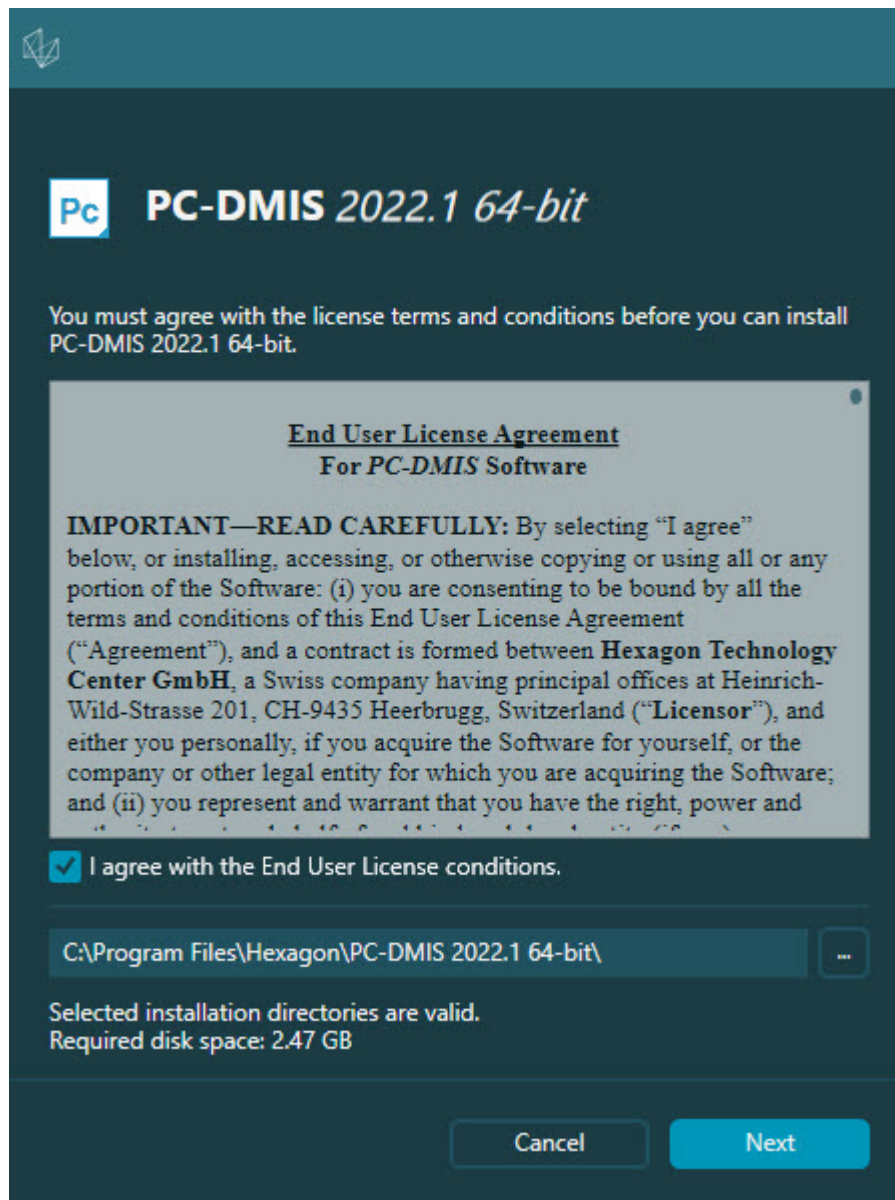 Pc
PC-DMIS 2022.1 64-bit
You must agree with the license terms and conditions before you can install
PC-DMIS 2022.1 64-bit.
End User License Agreement
For PC-DMIS Software
IMPORTANT—READ CAREFULLY: By selecting “I agree”
below, or installing, accessing, or otherwise copying or using all or any
portion of the Software: (i) you are consenting to be bound by all the
terms and conditions of this End User License Agreement
(“Agreement”), and a contract is formed between Hexagon Technology
Center GmbH, a Swiss company having principal offices at Heinrich-
Wild-Strasse 201, CH-9435 Heerbrugg, Switzerland (“Licensor”), and
either you personally, if you acquire the Software for yourself, or the
company or other legal entity for which you are acquiring the Software;
and (ii) you represent and warrant that you have the right, power and
I agree with the End User License conditions.
C:\Program Files\Hexagon\PC-DMIS 2022.1 64-bit\
...
Selected installation directories are valid.
Required disk space: 2.47 GB
Cancel
Next